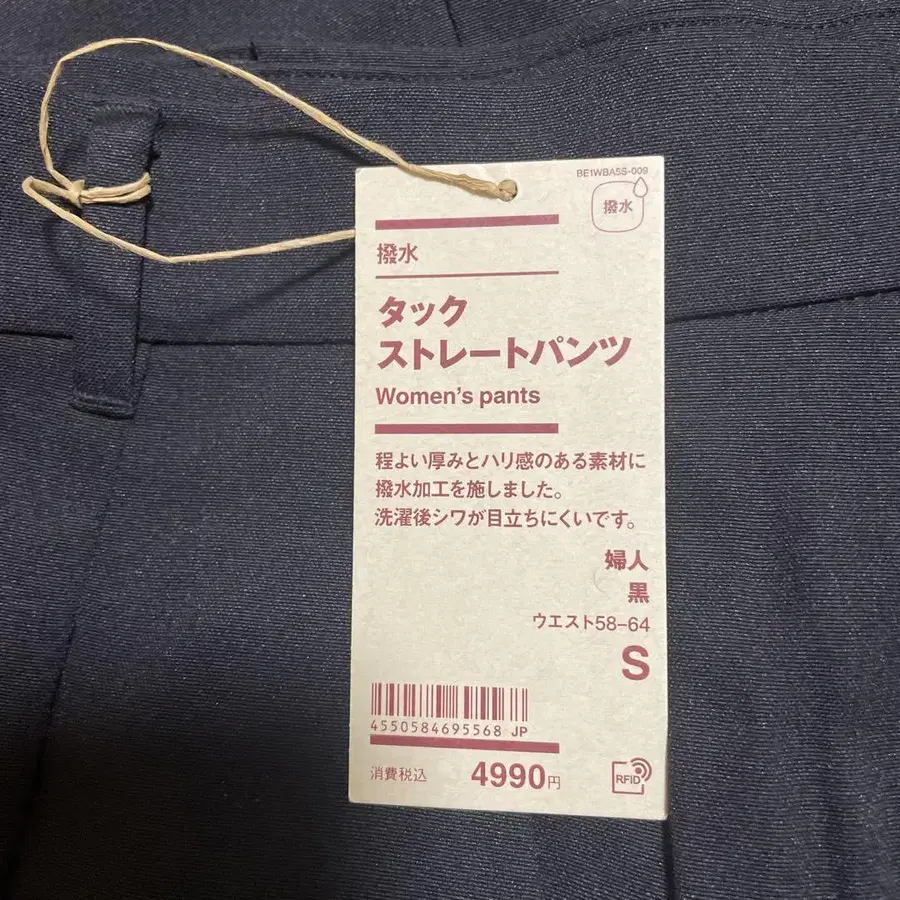 BE1WBA5S-009
撥水
撥水
タック
ストレートパンツ
Women's pants
程よい厚みとハリ感のある素材に
撥水加工を施しました。
洗濯後シワが目立ちにくいです。
婦人
黒
ウエスト58-64
S
4550584695568 JP
消費税込 4990円
RFID